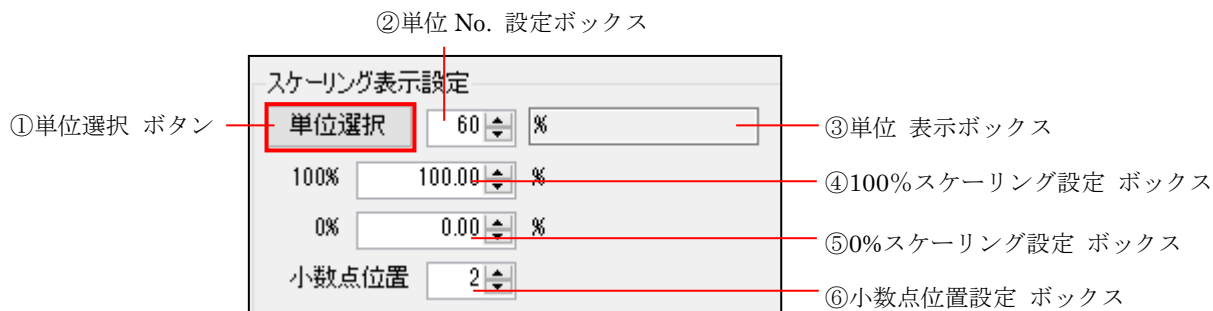 ②単位 No. 設定ボックス
スケーリング表示設定
①単位選択 ボタン
単位選択 60 %
③単位 表示ボックス
100% 100.00 %
④100%スケーリング設定 ボックス
0% 0.00 %
⑤0%スケーリング設定 ボックス
小数点位置 2
⑥小数点位置設定 ボックス